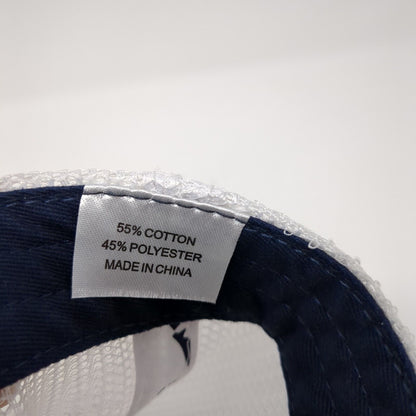 55% COTTON
45% POLYESTER
MADE IN CHINA